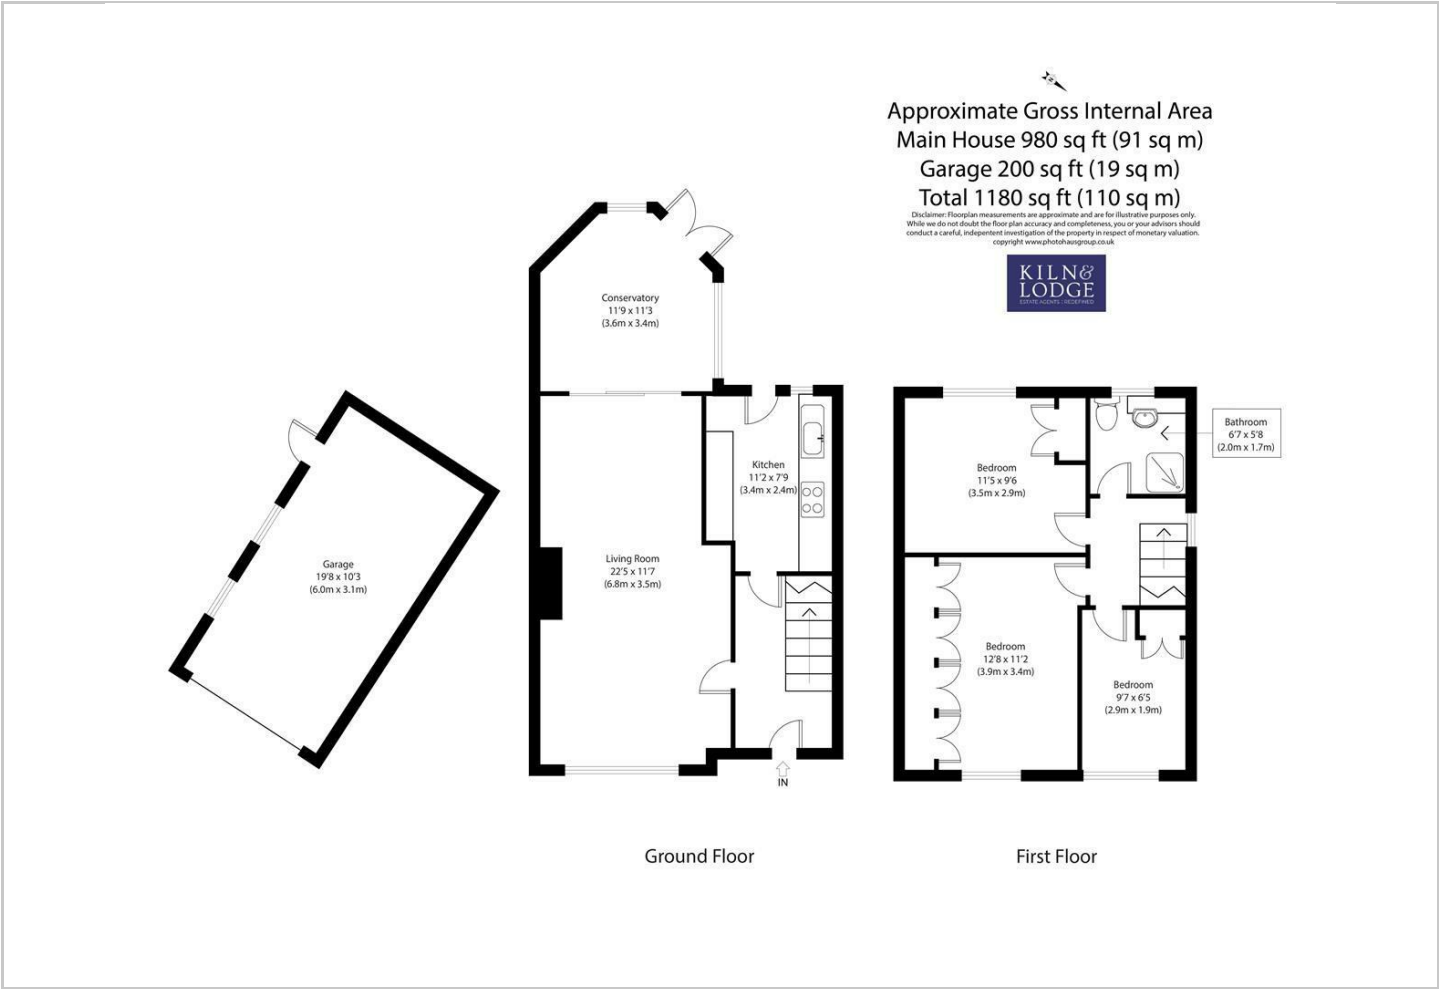 Approximate Gross Internal Area
Main House 980 sq ft (91 sq m)
Garage 200 sq ft (19 sq m)
Total 1180 sq ft (110 sq m)
Disclaimer: Floorplan measurements are approximate and are for illustrative purposes only.
While we do not doubt the floor plan accuracy and completeness, you or your advisors should
conduct a careful, indepentent investigation of the property in respect of monetary valuation.
copyright www.photohausgroup.co.uk
KILN&
LODGE
ESTATE AGENTS | REDEFINED
Conservatory
11'9 x 11'3
(3.6m x 3.4m)
Kitchen
11'2 x 7'9
(3.4m x 2.4m)
Living Room
22'5 x 11'7
(6.8m x 3.5m)
Garage
19'8 x 10'3
(6.0m x 3.1m)
IN
Bathroom
6'7 x 5'8
(2.0m x 1.7m)
Bedroom
11'5 x 9'6
(3.5m x 2.9m)
Bedroom
12'8 x 11'2
(3.9m x 3.4m)
Bedroom
9'7 x 6'5
(2.9m x 1.9m)
Ground Floor
First Floor